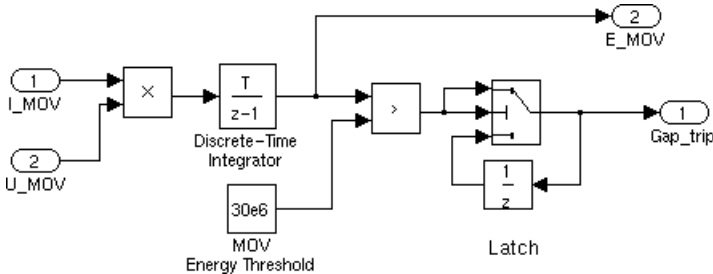 2
E_MOV
1
I_MOV
×
T
z-1
Discrete-Time
Integrator
>
1
Gap_trip
2
U_MOV
30e6
MOV
Energy Threshold
1
z
Latch